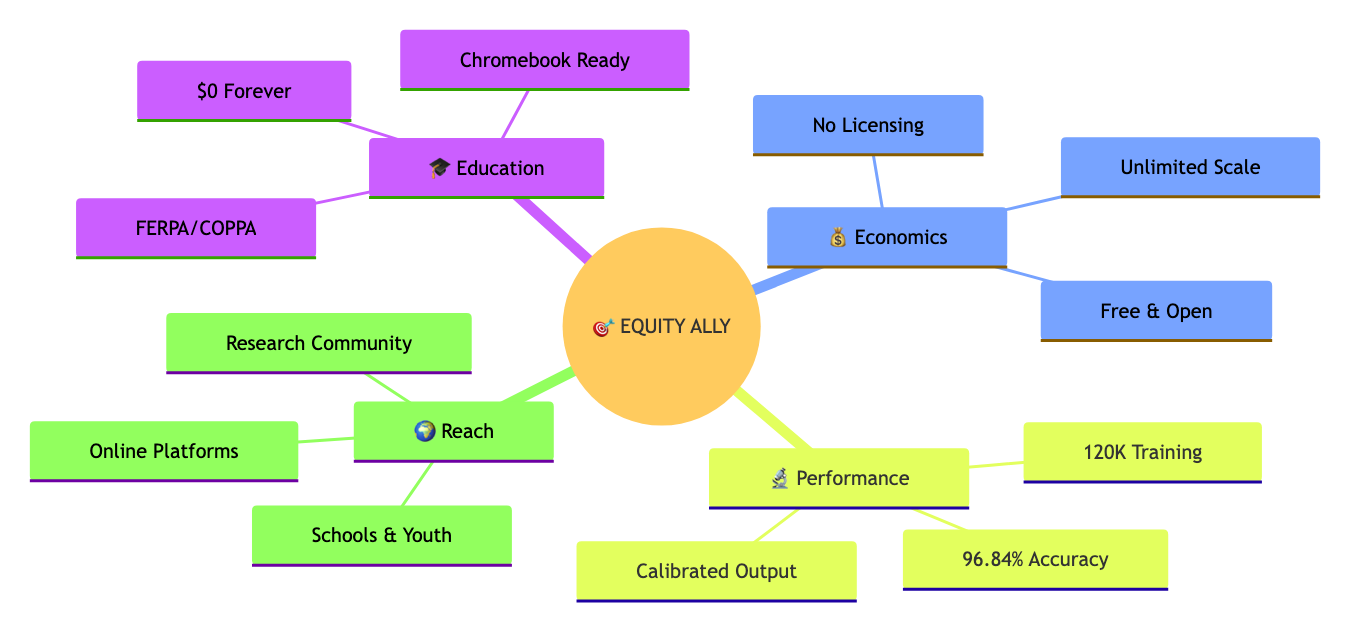 Chromebook Ready
$0 Forever
🎓 Education
FERPA/COPPA
No Licensing
Unlimited Scale
💰 Economics
Free & Open
🎯 EQUITY ALLY
Research Community
🌍 Reach
Online Platforms
Schools & Youth
🔬 Performance
120K Training
96.84% Accuracy
Calibrated Output